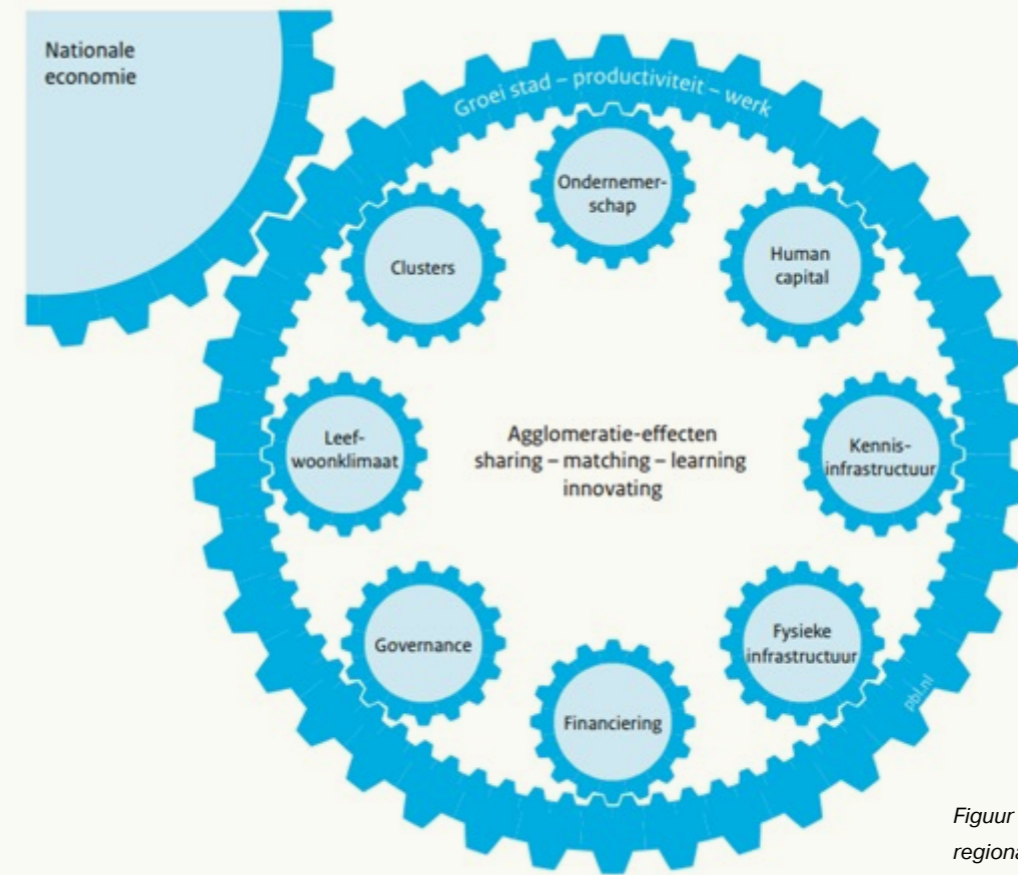 Nationale
economie
Groei stad – productiviteit – werk
Ondernemer-
schap
Clusters
Human
capital
Leef-
woonklimaat
Agglomeratie-effecten
sharing – matching – learning
innovating
Kennis-
infrastructuur
Governance
Fysieke
infrastructuur
Financiering
pbl.nl
Figuur
regiona